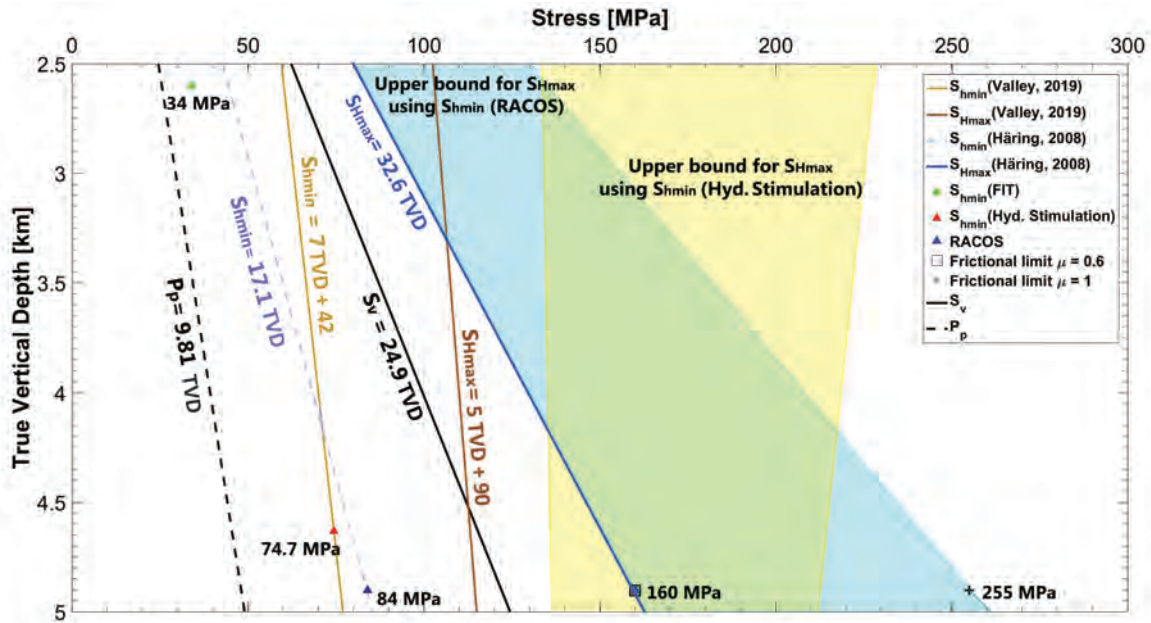 Stress [MPa]
0 50 100 150 200 250 300
True Vertical Depth [km]
2.5
3
3.5
4
4.5
5
34 MPa
Pp= 9.81 TVD
Shmin= 17.1 TVD
Shmin = 7 TVD + 42
Sv = 24.9 TVD
SHmax= 32.6 TVD
SHmax= 5 TVD + 90
Upper bound for SHmax
using Shmin (RACOS)
Upper bound for SHmax
using Shmin (Hyd. Stimulation)
74.7 MPa
84 MPa
160 MPa
255 MPa
Shmin(Valley, 2019)
SHmax(Valley, 2019)
Shmin(Häring, 2008)
SHmax(Häring, 2008)
Shmin(FIT)
Shmin(Hyd. Stimulation)
RACOS
Frictional limit μ = 0.6
Frictional limit μ = 1
Sv
Pp